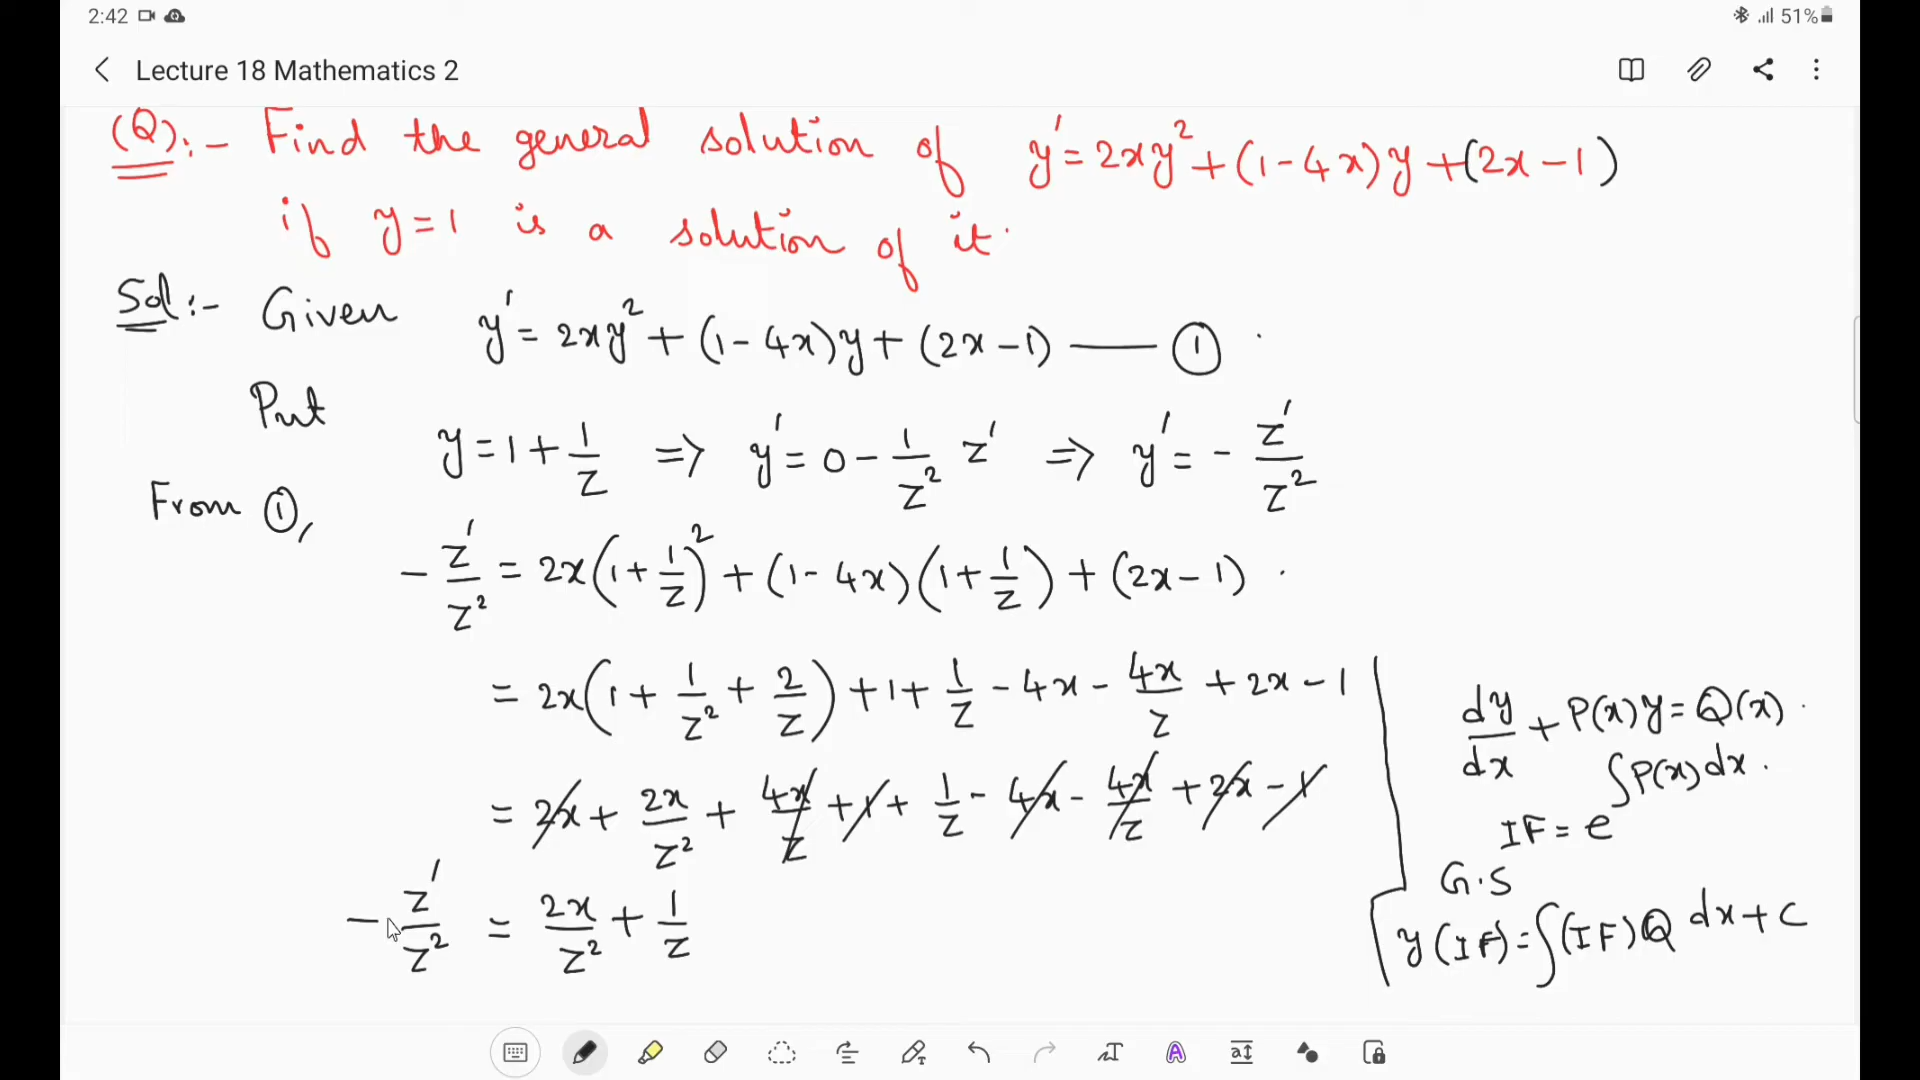 2:42
51%
Lecture 18 Mathematics 2
(Q):- Find the general solution of y' = 2xy² + (1-4x)y + (2x-1)
if y=1 is a solution of it.
Sol:- Given y' = 2xy² + (1-4x)y + (2x-1) —— ①
Put
y = 1 + 1/z => y' = 0 - 1/z² z' => y' = - z'/z²
From ①,
- z'/z² = 2x(1 + 1/z)² + (1-4x)(1 + 1/z) + (2x-1)
= 2x(1 + 1/z² + 2/z) + 1 + 1/z - 4x - 4x/z + 2x - 1
= 2x + 2x/z² + 4x/z + 1 + 1/z - 4x - 4x/z + 2x - 1
- z'/z² = 2x/z² + 1/z
dy/dx + P(x)y = Q(x)
IF = e^∫P(x)dx
G.S
y(IF) = ∫(IF)Q dx + C